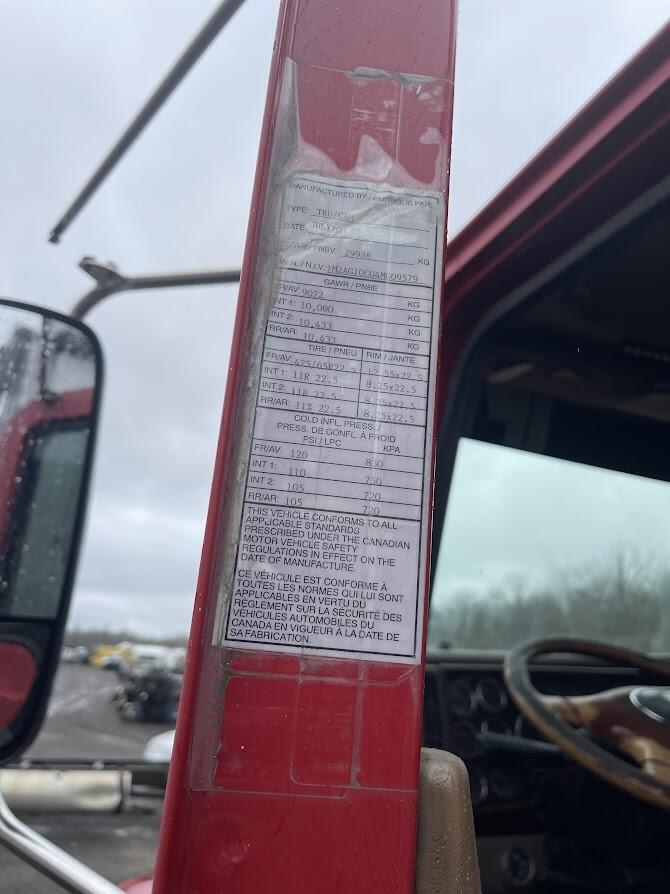 MANUFACTURED BY / FABRIQUÉ PAR:
TYPE: TRU/CAM
DATE: JULY/
GVWR / PNBV: 29938 KG
V.I.N. / N.I.V. 1M2AG10C04M009579
GAWR / PNBE
FR/AV: 9072 KG
INT 1: 10,000 KG
INT 2: 10,433 KG
RR/AR: 10,433 KG
TIRE / PNEU RIM / JANTE
FR/AV: 425/65R22.5 12.25x22.5
INT 1: 11R 22.5 8.25x22.5
INT 2: 11R 22.5 8.25x22.5
RR/AR: 11R 22.5 8.25x22.5
COLD INFL. PRESS./
PRESS. DE GONFL. À FROID
PSI / LPC KPA
FR/AV: 120 830
INT 1: 110 750
INT 2: 105 720
RR/AR: 105 720
THIS VEHICLE CONFORMS TO ALL
APPLICABLE STANDARDS
PRESCRIBED UNDER THE CANADIAN
MOTOR VEHICLE SAFETY
REGULATIONS IN EFFECT ON THE
DATE OF MANUFACTURE.
CE VÉHICULE EST CONFORME À
TOUTES LES NORMES QUI LUI SONT
APPLICABLES EN VERTU DU
RÈGLEMENT SUR LA SÉCURITÉ DES
VÉHICULES AUTOMOBILES DU
CANADA EN VIGUEUR À LA DATE DE
SA FABRICATION.